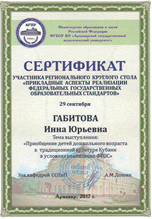 Министерство образования и науки
Российской Федерации
ФГБОУ ВО «Армавирский государственный
педагогический университет»
СЕРТИФИКАТ
УЧАСТНИКА РЕГИОНАЛЬНОГО КРУГЛОГО СТОЛА
«ПРИКЛАДНЫЕ АСПЕКТЫ РЕАЛИЗАЦИИ
ФЕДЕРАЛЬНЫХ ГОСУДАРСТВЕННЫХ
ОБРАЗОВАТЕЛЬНЫХ СТАНДАРТОВ»
29 сентября
ГАБИТОВА
Инна Юрьевна
Тема выступления:
«Приобщение детей дошкольного возраста
к традиционной культуре Кубани
в условиях реализации ФГОС»
Зав.кафедрой
Армавир, 2017